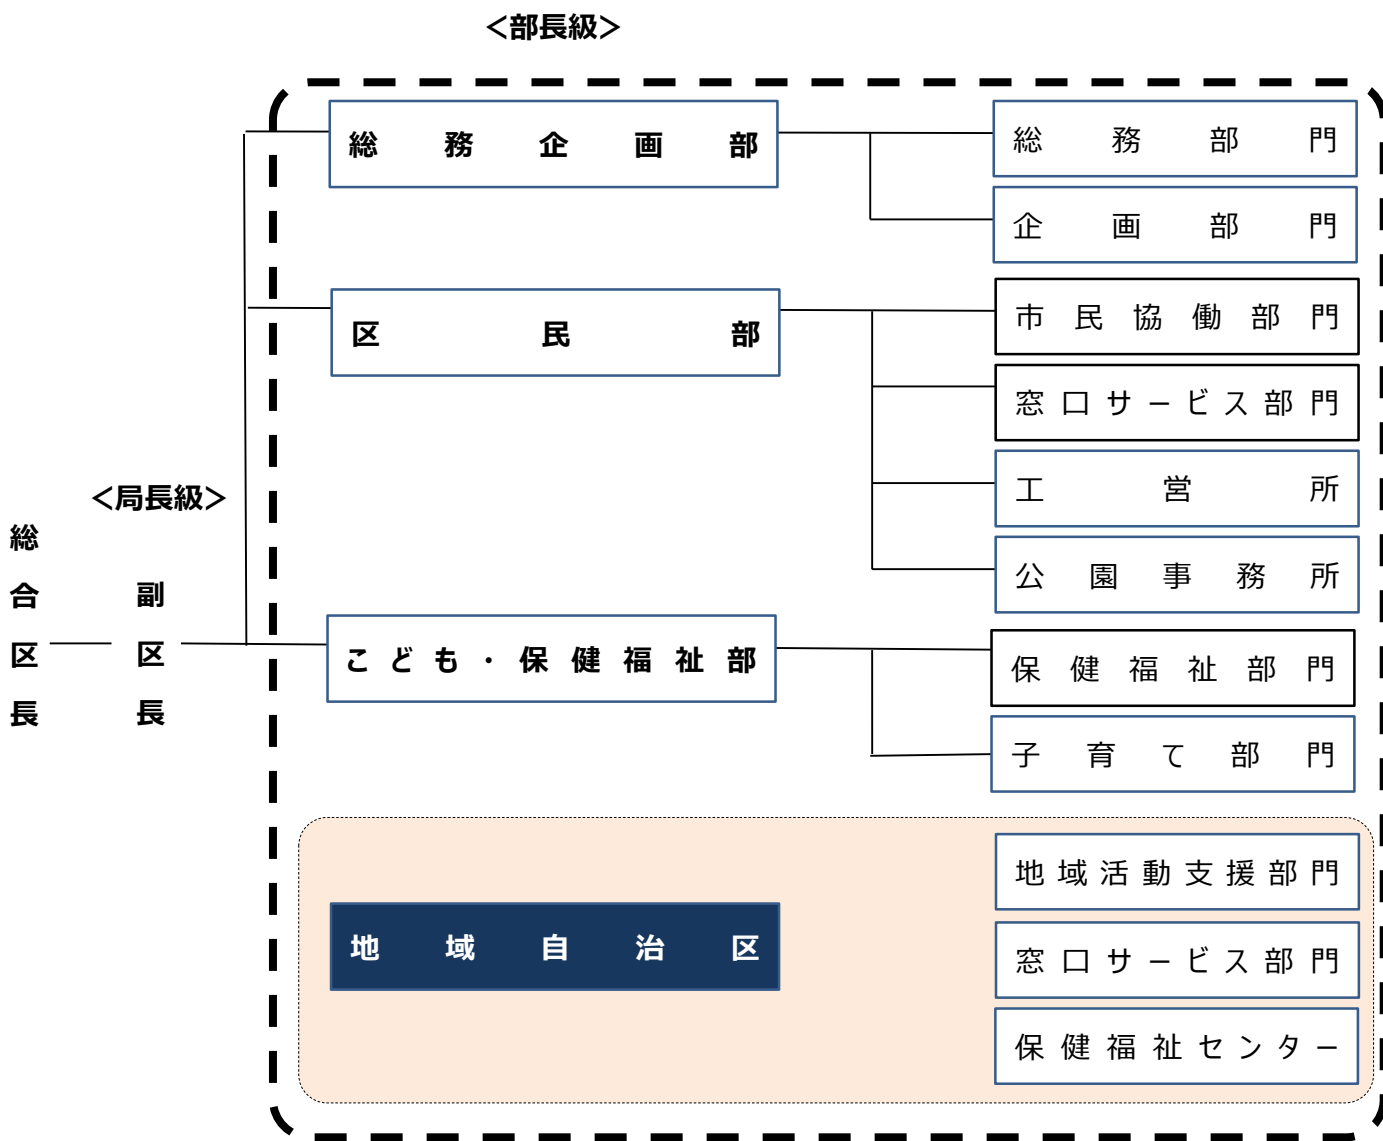 ＜部長級＞
総務企画部
総務部門
企画部門
区民部
市民協働部門
窓口サービス部門
工営所
公園事務所
＜局長級＞
総合区長
副区長
こども・保健福祉部
保健福祉部門
子育て部門
地域自治区
地域活動支援部門
窓口サービス部門
保健福祉センター